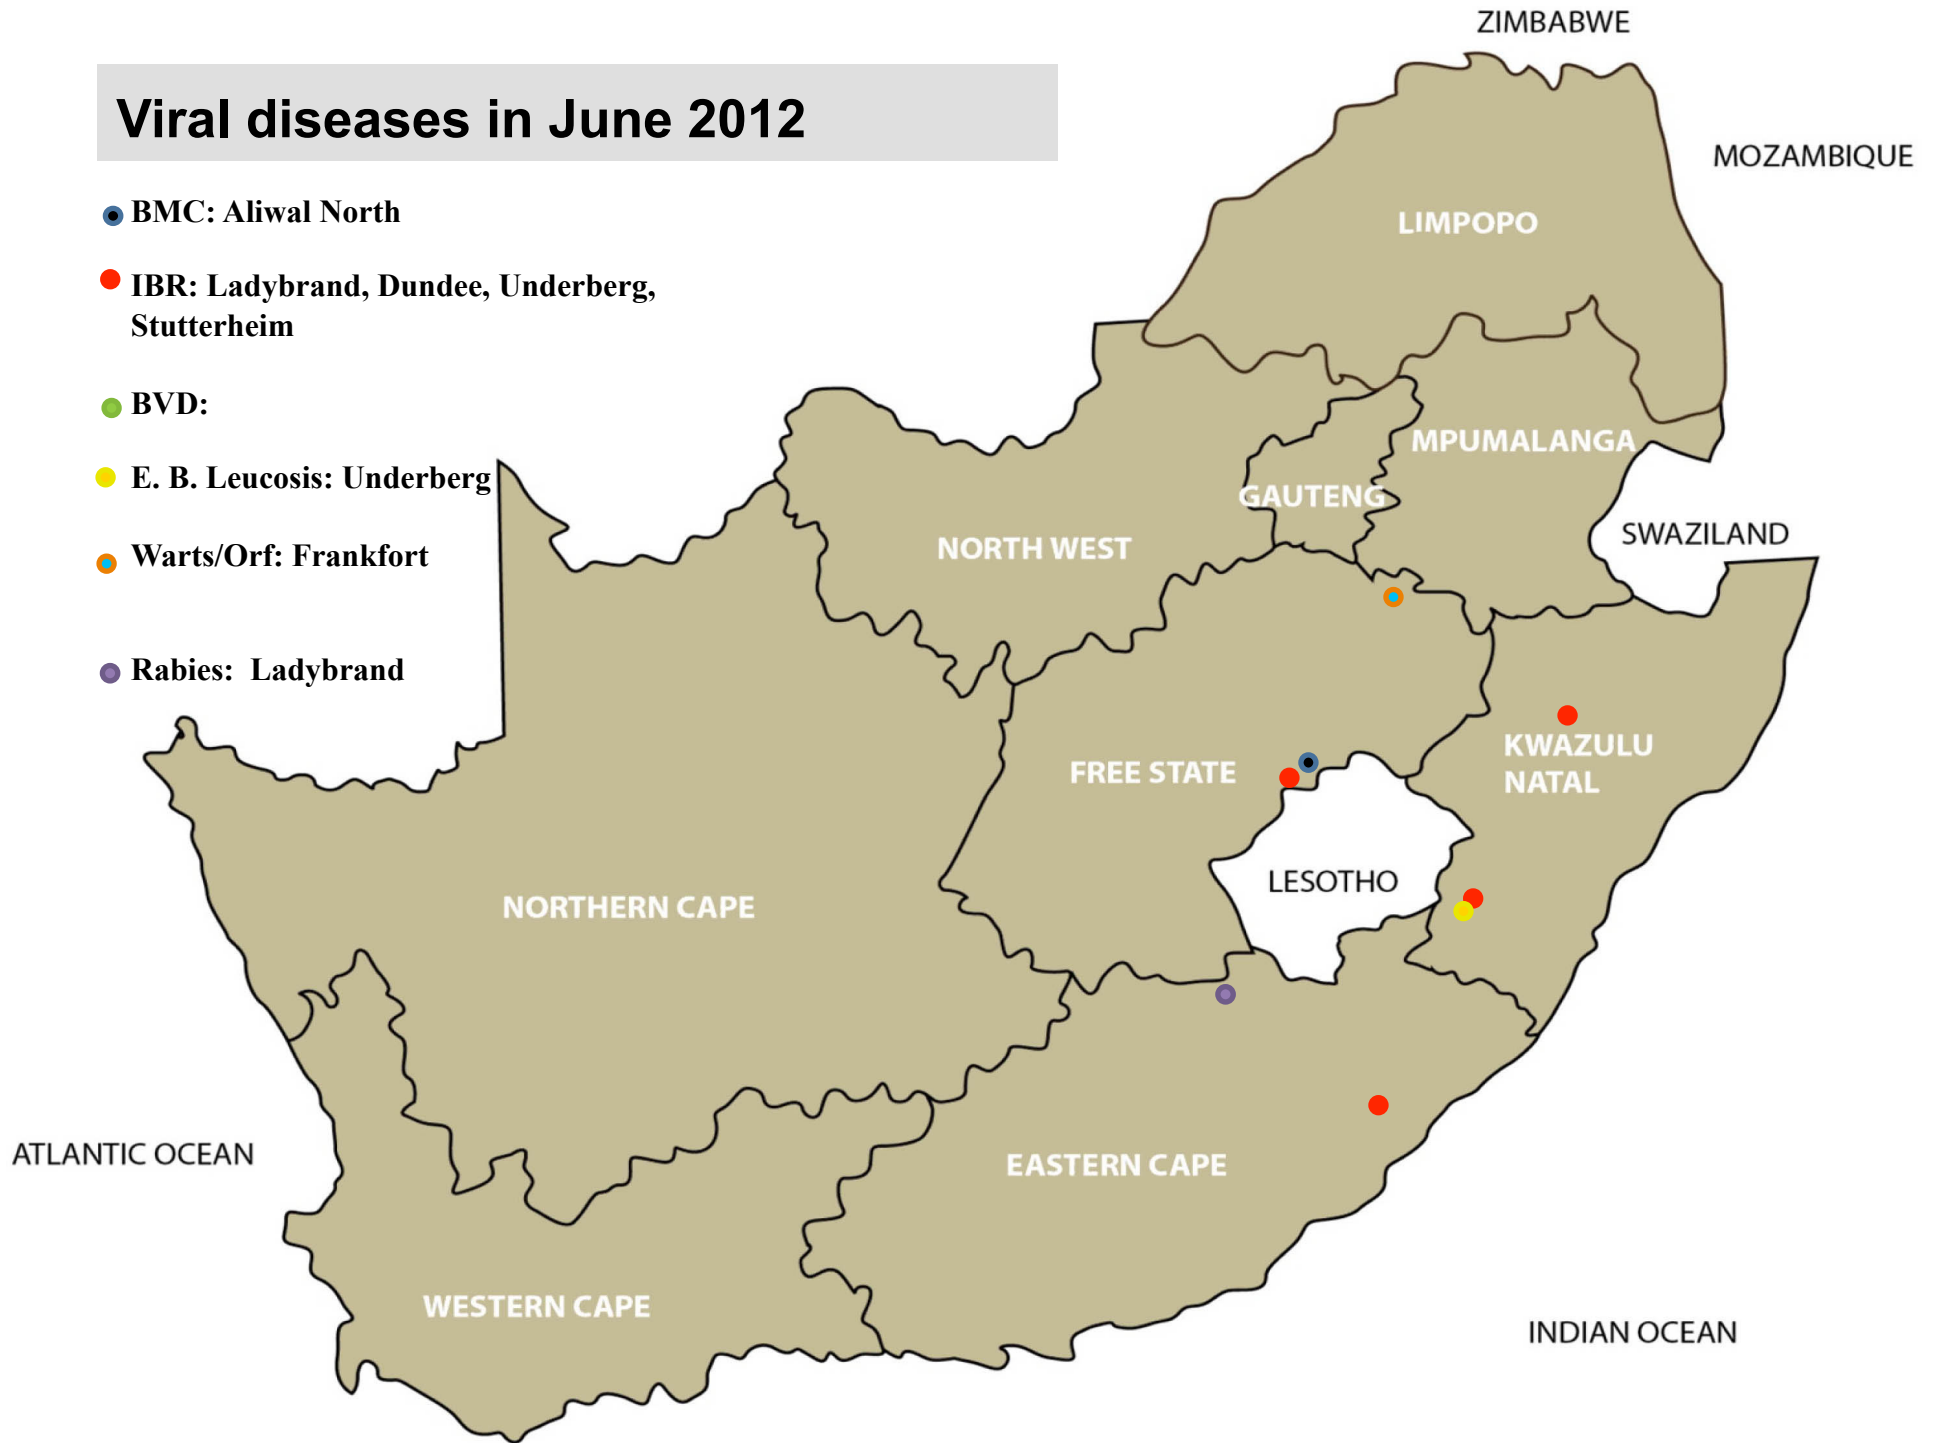 ZIMBABWE
Viral diseases in June 2012
MOZAMBIQUE
BMC: Aliwal North
LIMPOPO
IBR: Ladybrand, Dundee, Underberg,
Stutterheim
BVD:
MPUMALANGA
E. B. Leucosis: Underberg
GAUTENG
SWAZILAND
NORTH WEST
Warts/Orf: Frankfort
Rabies:  Ladybrand
KWAZULU
NATAL
FREE STATE
LESOTHO
NORTHERN CAPE
ATLANTIC OCEAN
EASTERN CAPE
WESTERN CAPE
INDIAN OCEAN